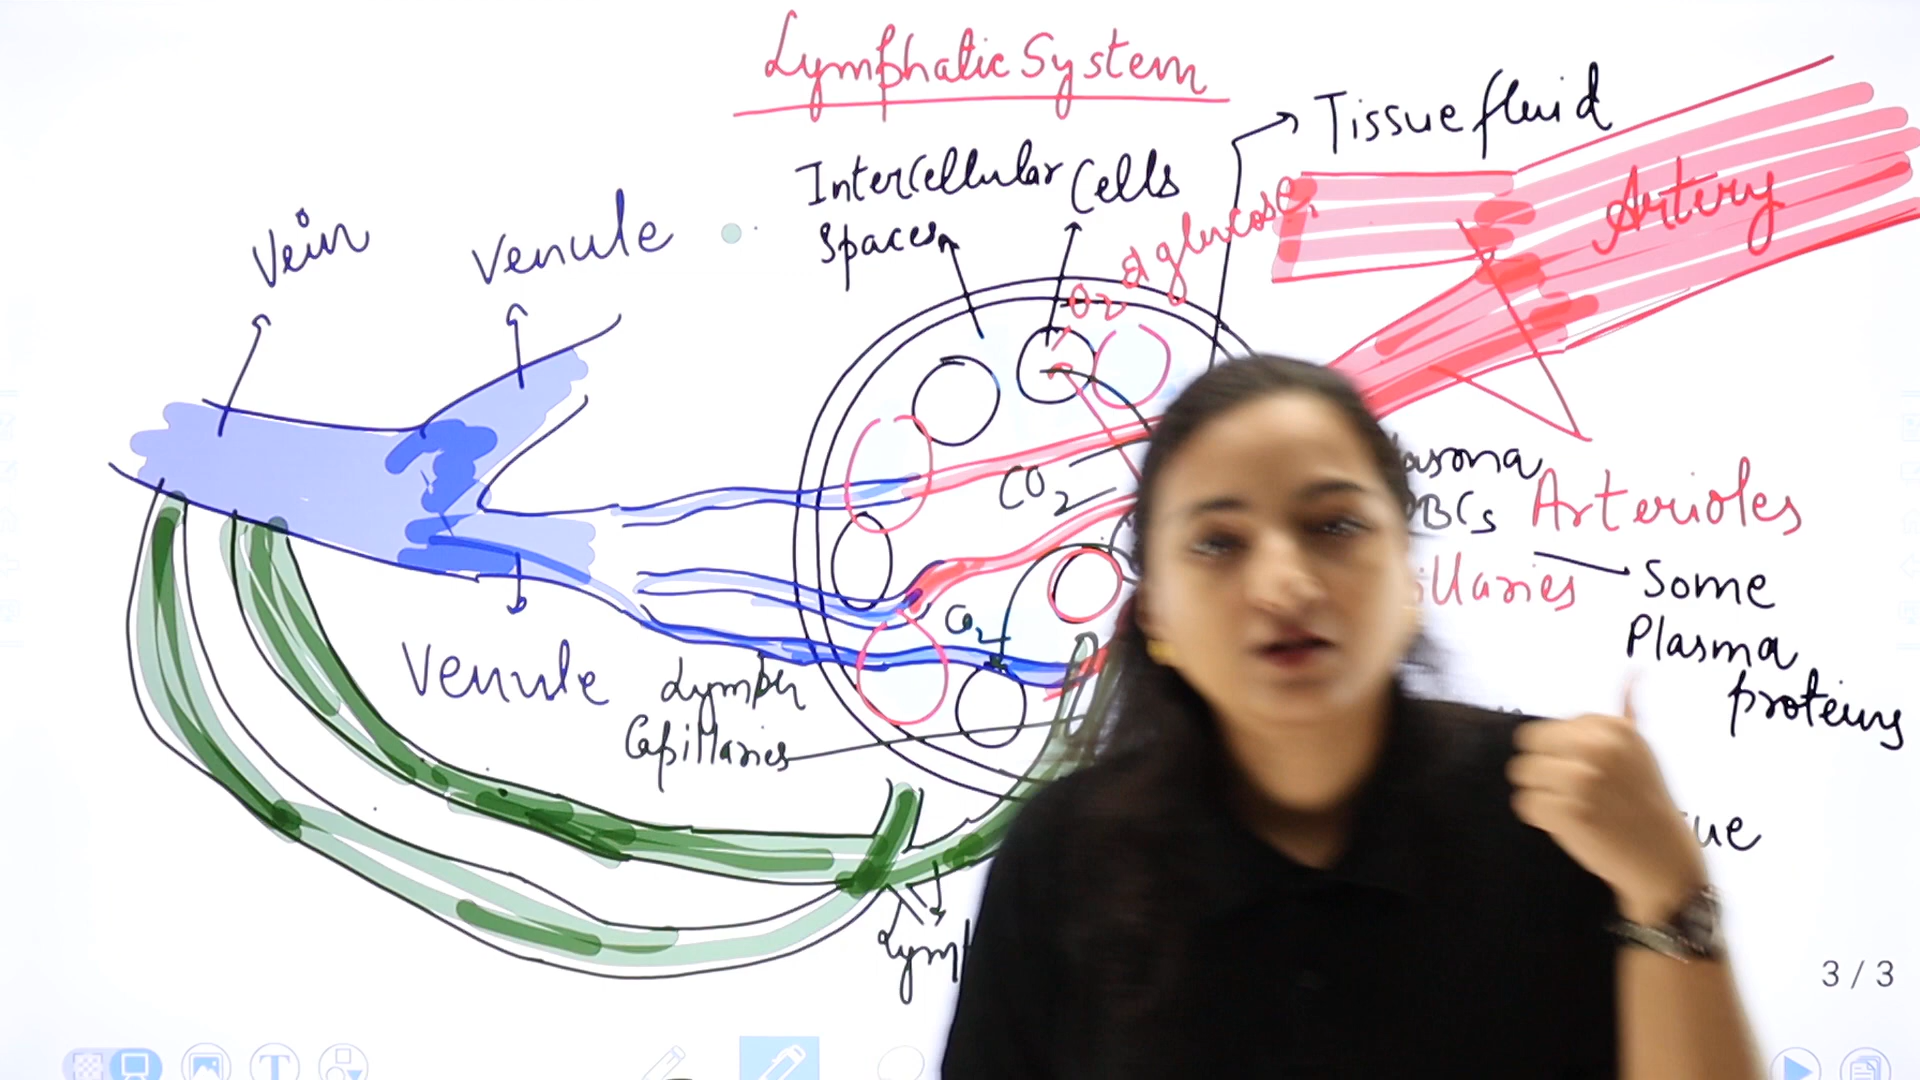 Lymphatic System
Tissue fluid
Intercellular Cells
Spaces
O2 & glucose,
Artery
Vein
Venule
CO2
Arterioles
Some
Plasma
proteins
CO2
Venule
Lymph
Capillaries
3 / 3
T